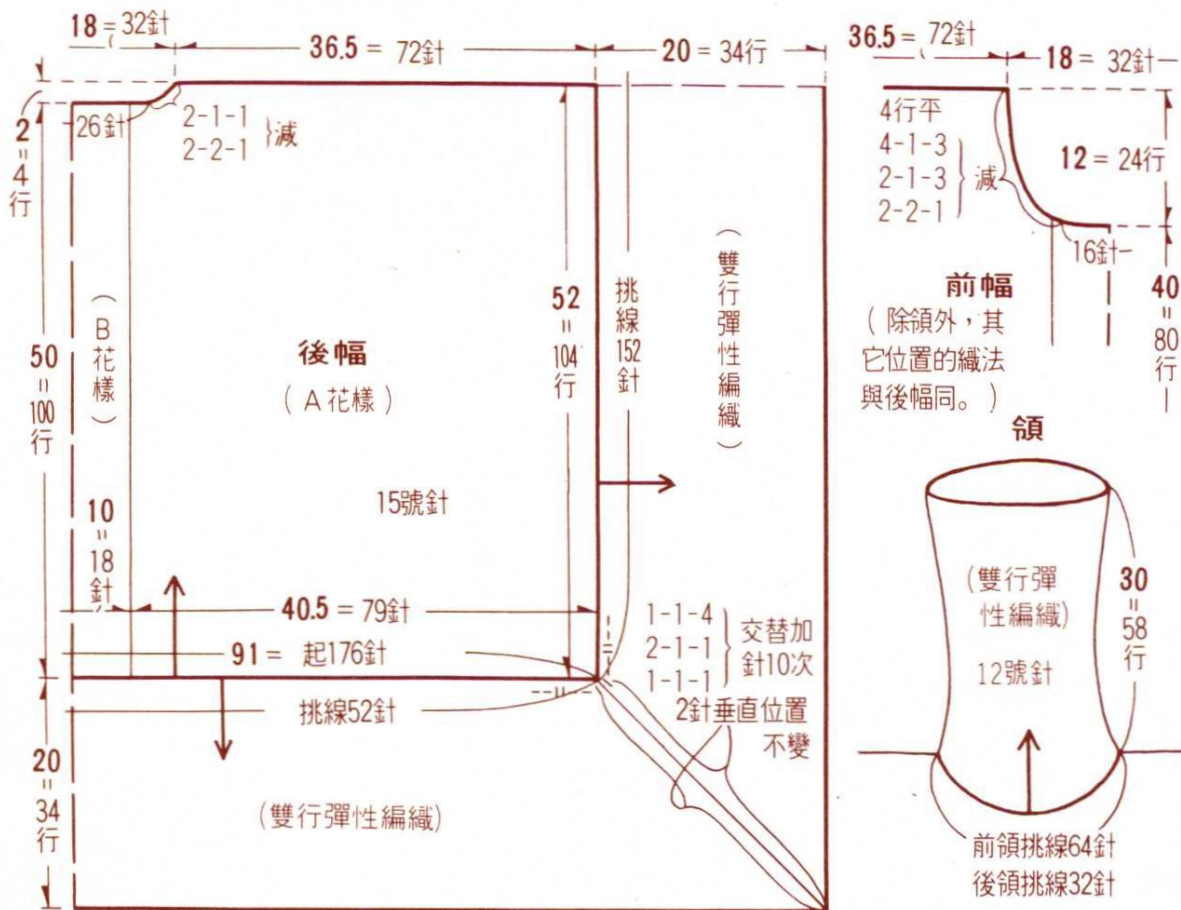 18=32針
36.5 = 72針
20 = 34行
2=4行
26針
2-1-1
2-2-1
}減
50=100行
(B花樣)
10=18針
後幅
(A花樣)
15號針
52=104行
挑線152針
(雙行彈性編織)
40.5 = 79針
91 = 起176針
挑線52針
1-1-4
2-1-1
1-1-1
}交替加針10次
2針垂直位置不變
20=34行
(雙行彈性編織)
36.5=72針
18 = 32針
4行平
4-1-3
2-1-3
2-2-1
}減
12 = 24行
16針
40=80行
前幅
(除領外,其
它位置的織法
與後幅同。)
領
(雙行彈
性編織)
12號針
30=58行
前領挑線64針
後領挑線32針